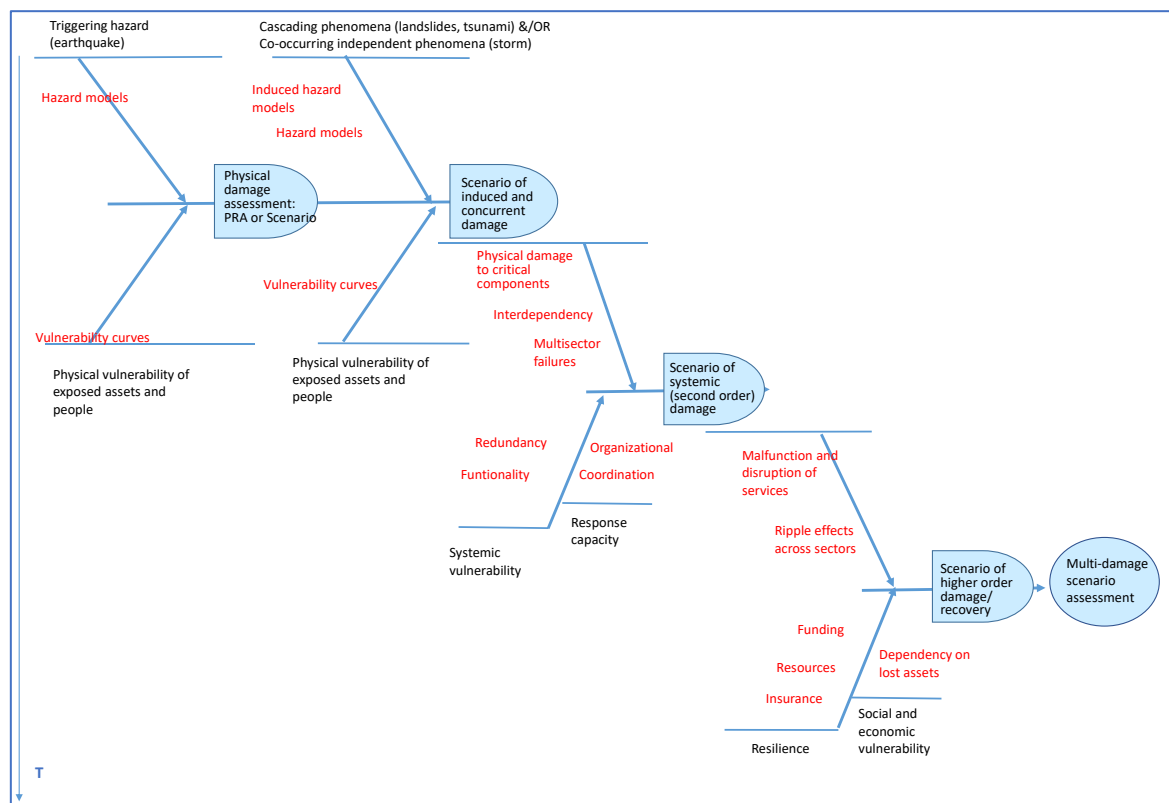 Triggering hazard
(earthquake)
Cascading phenomena (landslides, tsunami) &/OR
Co-occurring independent phenomena (storm)
Hazard models
Induced hazard
models
Hazard models
Physical
damage
assessment:
PRA or Scenario
Scenario of
induced and
concurrent
damage
Vulnerability curves
Physical vulnerability of
exposed assets and
people
Vulnerability curves
Physical vulnerability of
exposed assets and
people
Physical damage
to critical
components
Interdependency
Multisector
failures
Scenario of
systemic
(second order)
damage
Redundancy
Funtionality
Organizational
Coordination
Systemic
vulnerability
Response
capacity
Malfunction and
disruption of
services
Ripple effects
across sectors
Scenario of
higher order
damage/
recovery
Multi-damage
scenario
assessment
Funding
Resources
Insurance
Dependency on
lost assets
Resilience
Social and
economic
vulnerability
T